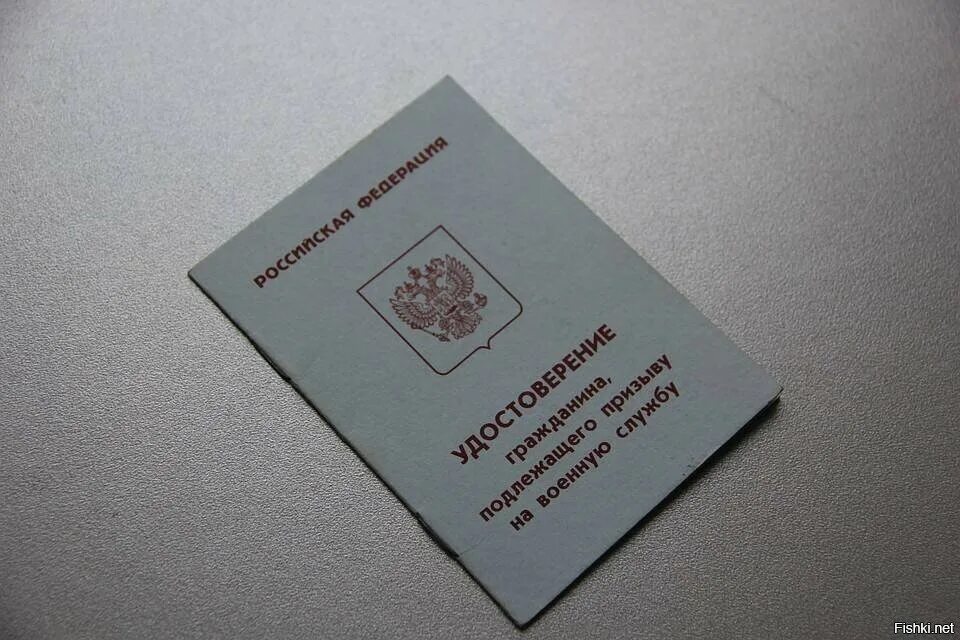 РОССИЙСКАЯ ФЕДЕРАЦИЯ
УДОСТОВЕРЕНИЕ
гражданина,
подлежащего призыву
на военную службу
Fishki.net